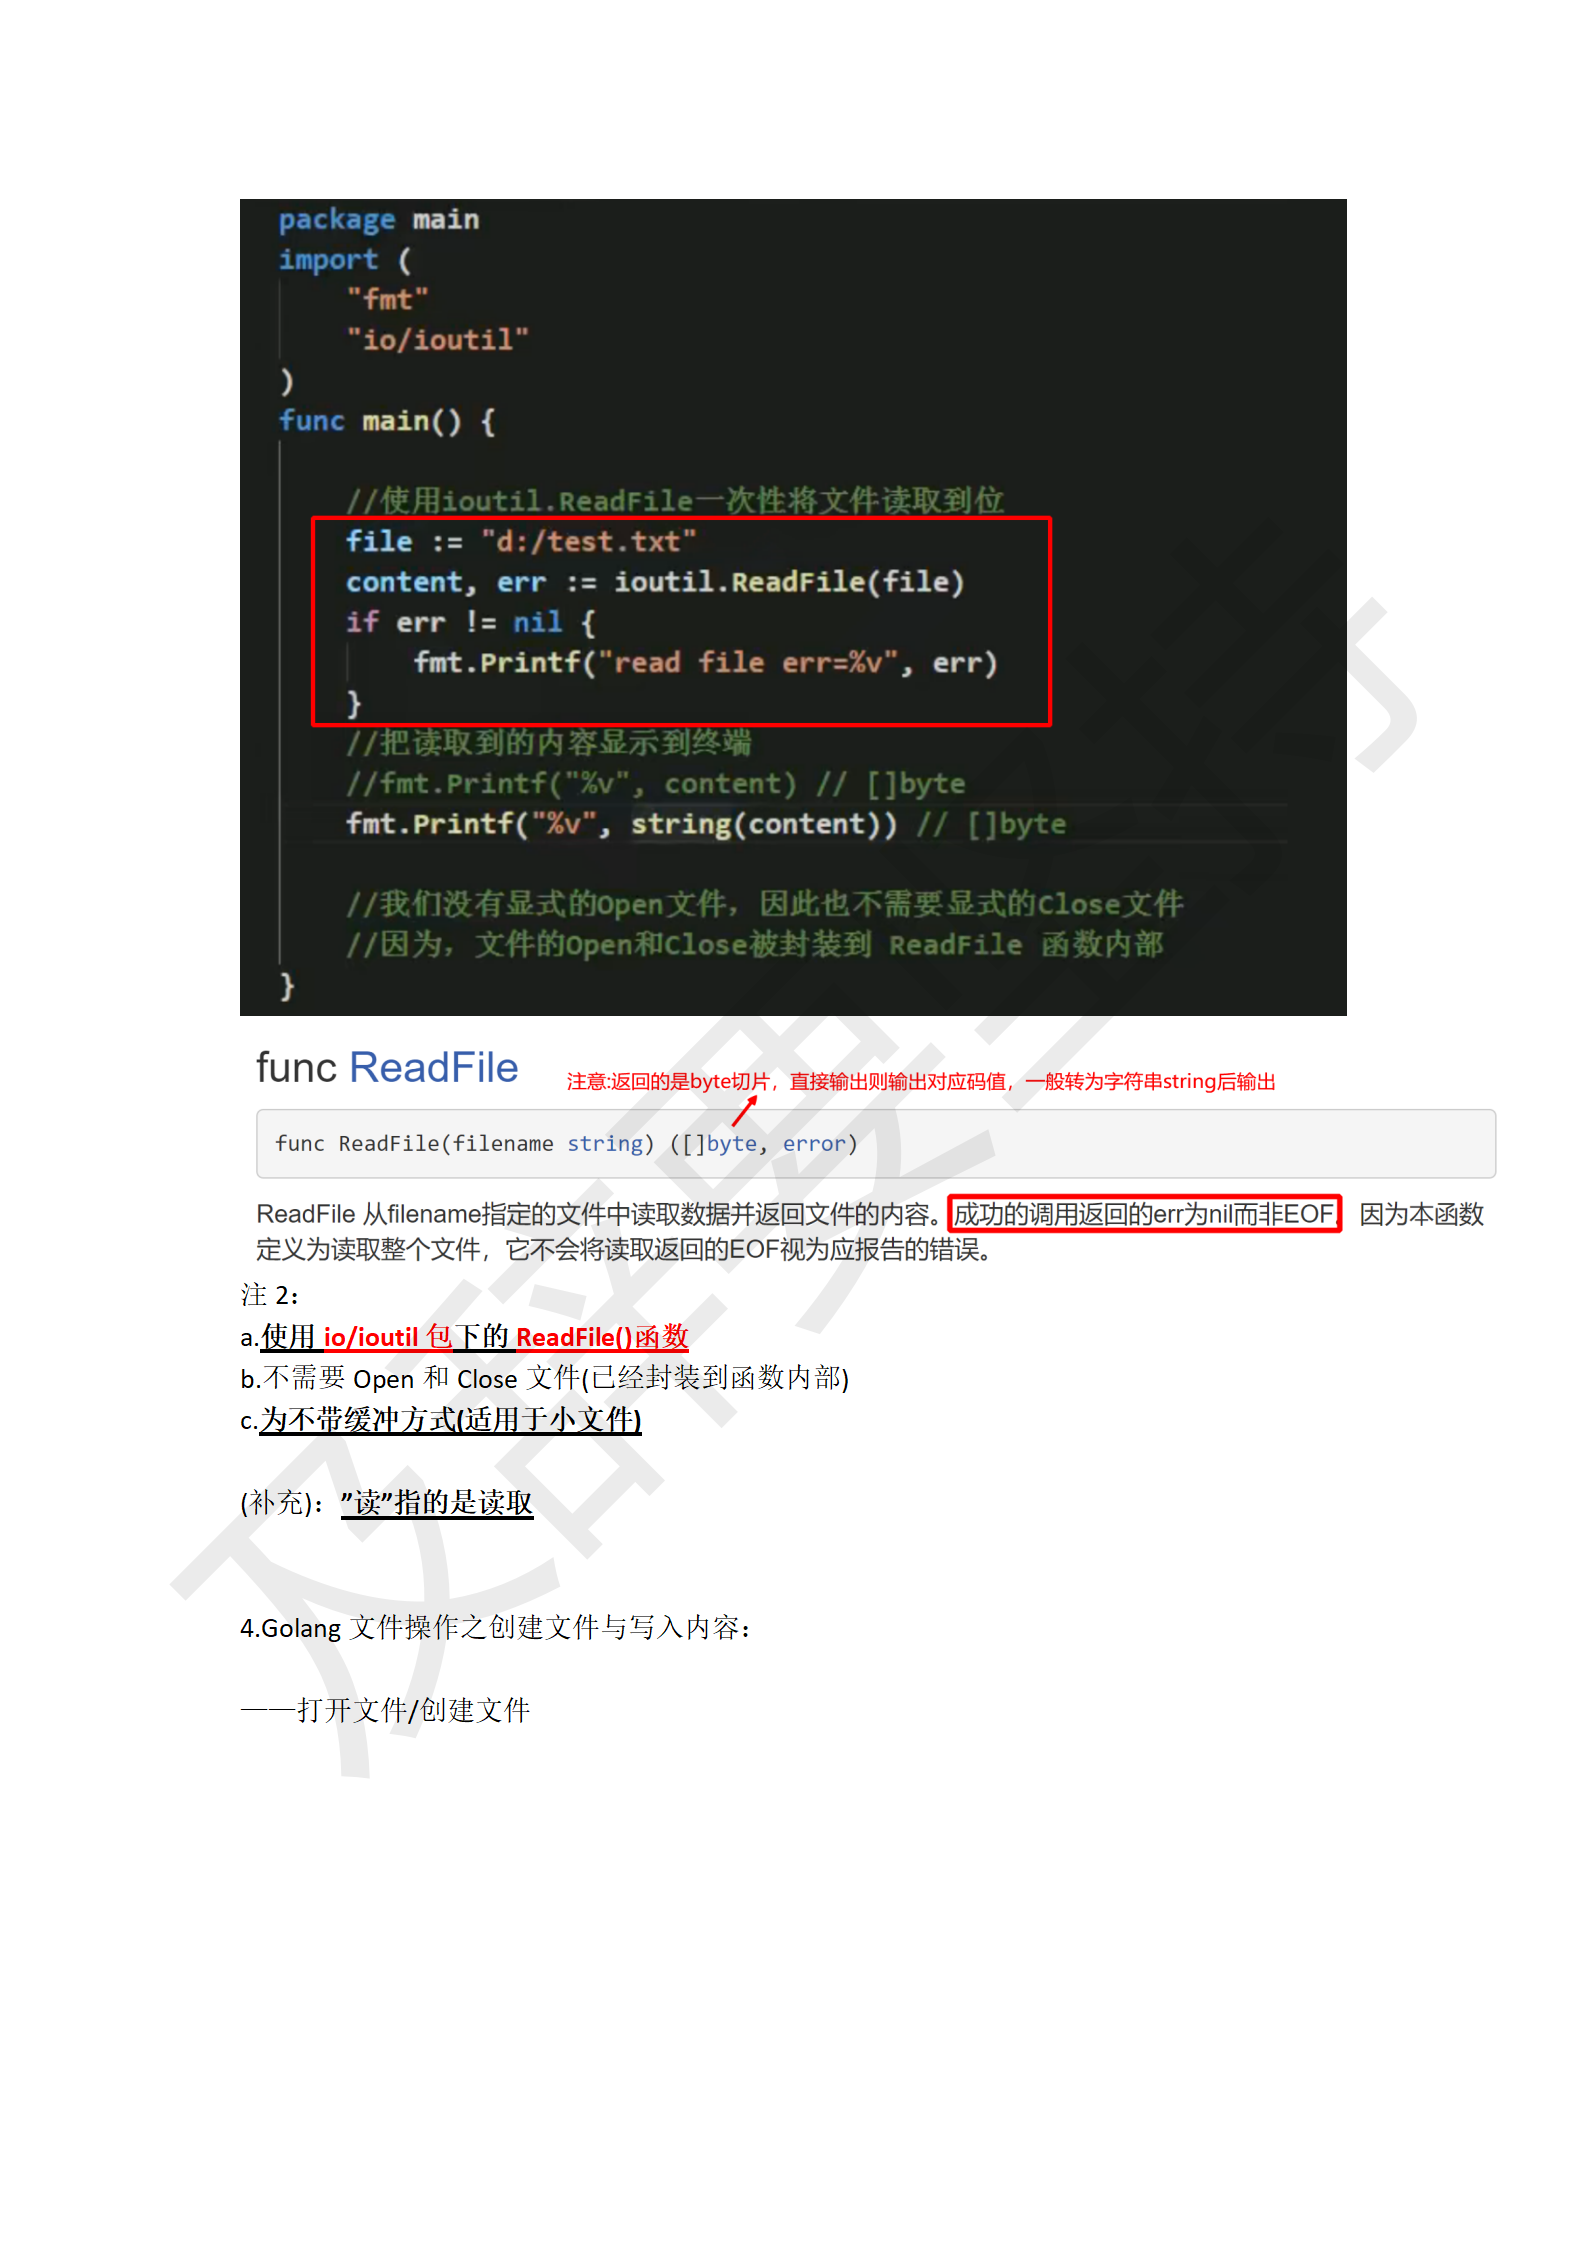 package main
import (
    "fmt"
    "io/ioutil"
)
func main() {
    //使用ioutil.ReadFile一次性将文件读取到位
    file := "d:/test.txt"
    content, err := ioutil.ReadFile(file)
    if err != nil {
        fmt.Printf("read file err=%v", err)
    }
    //把读取到的内容显示到终端
    //fmt.Printf("%v", content) // []byte
    fmt.Printf("%v", string(content)) // []byte
    //我们没有显式的Open文件，因此也不需要显式的Close文件
    //因为，文件的Open和Close被封装到 ReadFile 函数内部
}
func ReadFile
注意:返回的是byte切片，直接输出则输出对应码值，一般转为字符串string后输出
func ReadFile(filename string) ([]byte, error)
ReadFile 从filename指定的文件中读取数据并返回文件的内容。成功的调用返回的err为nil而非EOF。因为本函数
定义为读取整个文件，它不会将读取返回的EOF视为应报告的错误。
注 2：
a.使用 io/ioutil 包下的 ReadFile()函数
b.不需要 Open 和 Close 文件(已经封装到函数内部)
c.为不带缓冲方式(适用于小文件)
(补充)：”读”指的是读取
4.Golang 文件操作之创建文件与写入内容：
——打开文件/创建文件